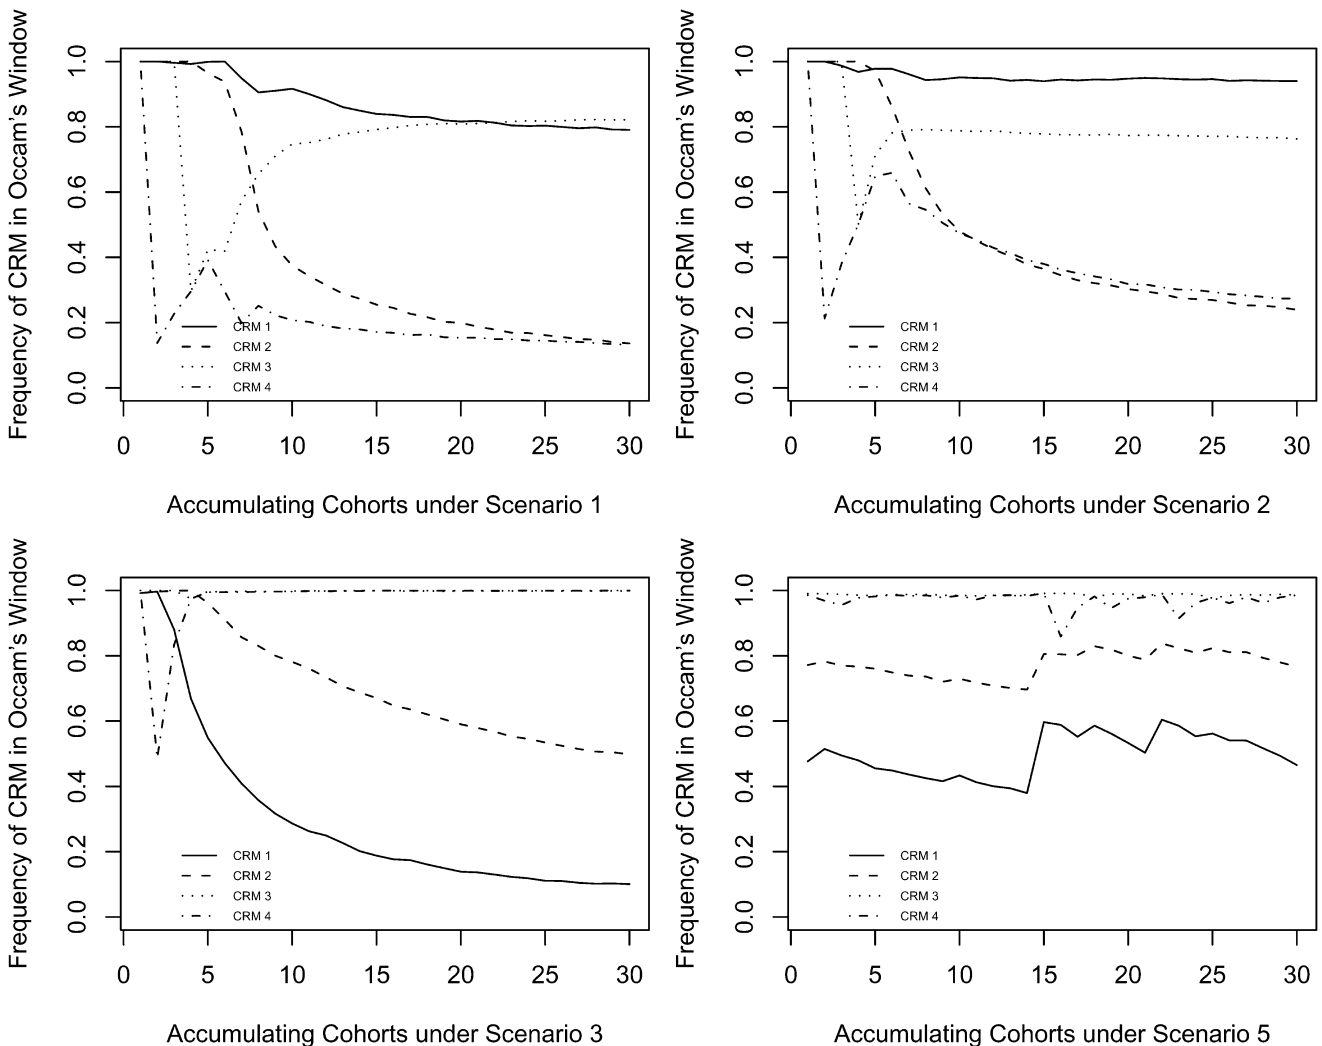 Frequency of CRM in Occam's Window
1.0
0.8
0.6
0.4
0.2
0.0
CRM 1
CRM 2
CRM 3
CRM 4
0 5 10 15 20 25 30
Accumulating Cohorts under Scenario 1
Frequency of CRM in Occam's Window
1.0
0.8
0.6
0.4
0.2
0.0
CRM 1
CRM 2
CRM 3
CRM 4
0 5 10 15 20 25 30
Accumulating Cohorts under Scenario 2
Frequency of CRM in Occam's Window
1.0
0.8
0.6
0.4
0.2
0.0
CRM 1
CRM 2
CRM 3
CRM 4
0 5 10 15 20 25 30
Accumulating Cohorts under Scenario 3
Frequency of CRM in Occam's Window
1.0
0.8
0.6
0.4
0.2
0.0
CRM 1
CRM 2
CRM 3
CRM 4
0 5 10 15 20 25 30
Accumulating Cohorts under Scenario 5